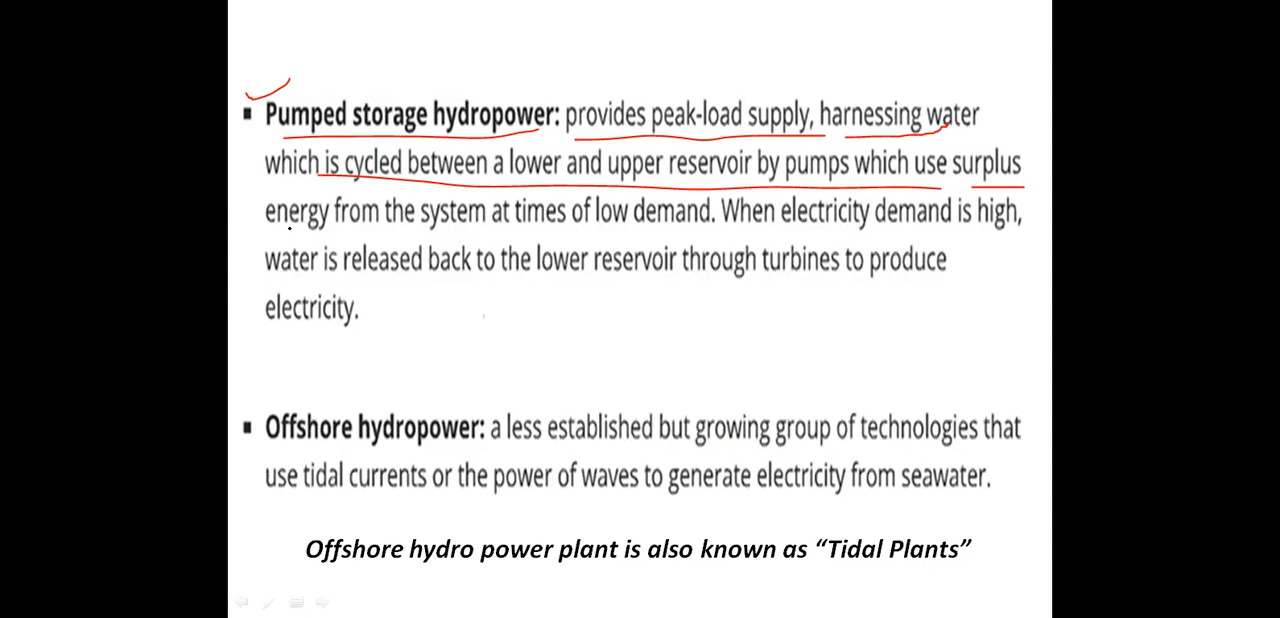 ▪ Pumped storage hydropower: provides peak-load supply, harnessing water
which is cycled between a lower and upper reservoir by pumps which use surplus
energy from the system at times of low demand. When electricity demand is high,
water is released back to the lower reservoir through turbines to produce
electricity.
▪ Offshore hydropower: a less established but growing group of technologies that
use tidal currents or the power of waves to generate electricity from seawater.
Offshore hydro power plant is also known as “Tidal Plants”